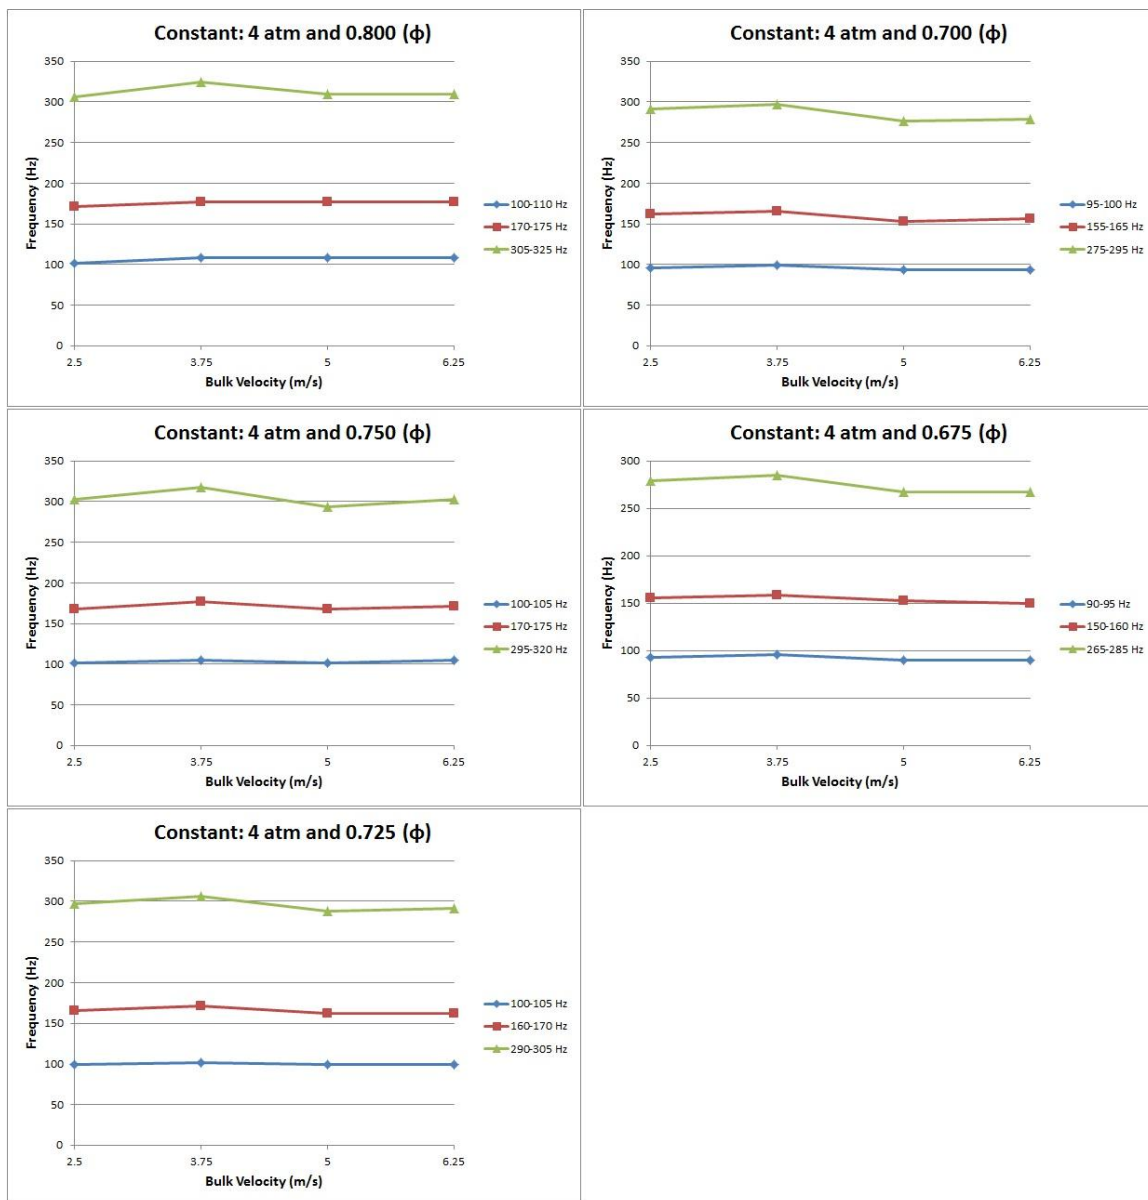 Constant: 4 atm and 0.800 (ϕ)
350
300
250
200
150
100
50
0
Frequency (Hz)
2.5 3.75 5 6.25
Bulk Velocity (m/s)
100-110 Hz
170-175 Hz
305-325 Hz
Constant: 4 atm and 0.700 (ϕ)
350
300
250
200
150
100
50
0
Frequency (Hz)
2.5 3.75 5 6.25
Bulk Velocity (m/s)
95-100 Hz
155-165 Hz
275-295 Hz
Constant: 4 atm and 0.750 (ϕ)
350
300
250
200
150
100
50
0
Frequency (Hz)
2.5 3.75 5 6.25
Bulk Velocity (m/s)
100-105 Hz
170-175 Hz
295-320 Hz
Constant: 4 atm and 0.675 (ϕ)
300
250
200
150
100
50
0
Frequency (Hz)
2.5 3.75 5 6.25
Bulk Velocity (m/s)
90-95 Hz
150-160 Hz
265-285 Hz
Constant: 4 atm and 0.725 (ϕ)
350
300
250
200
150
100
50
0
Frequency (Hz)
2.5 3.75 5 6.25
Bulk Velocity (m/s)
100-105 Hz
160-170 Hz
290-305 Hz